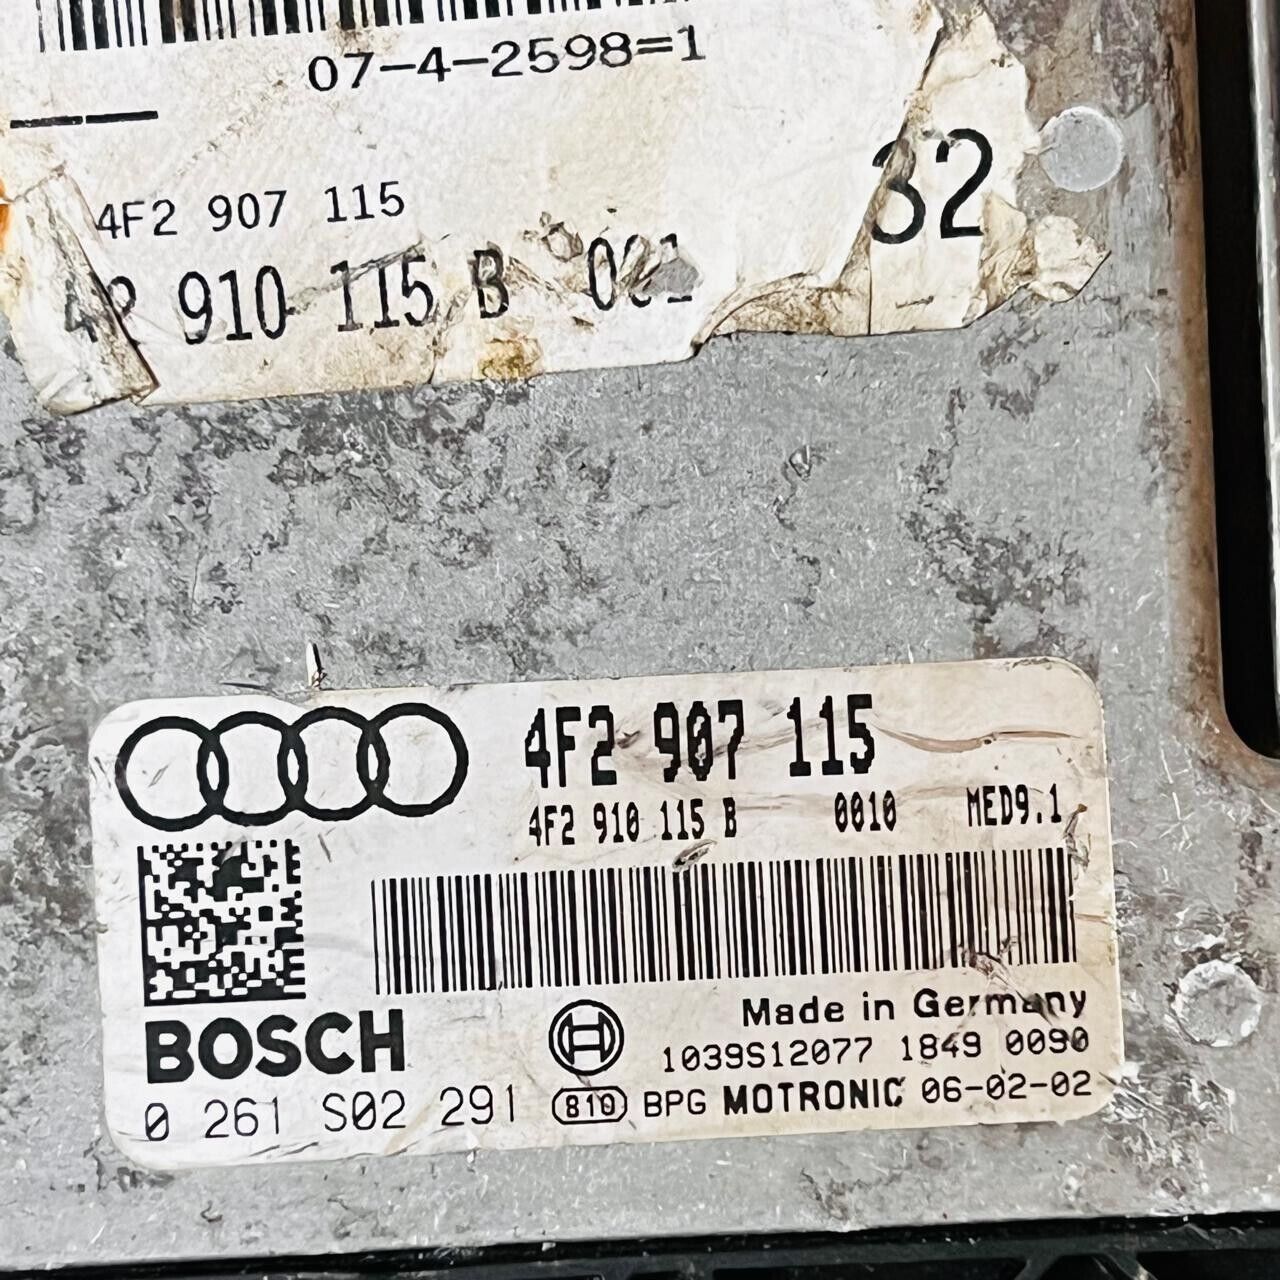 07-4-2598=1
32
4F2 907 115
910 115 B
4F2 907 115
4F2 910 115 B 0010 MED9.1
Made in Germany
BOSCH
1039S12077 1849 0090
0 261 S02 291 810 BPG MOTRONIC 06-02-02